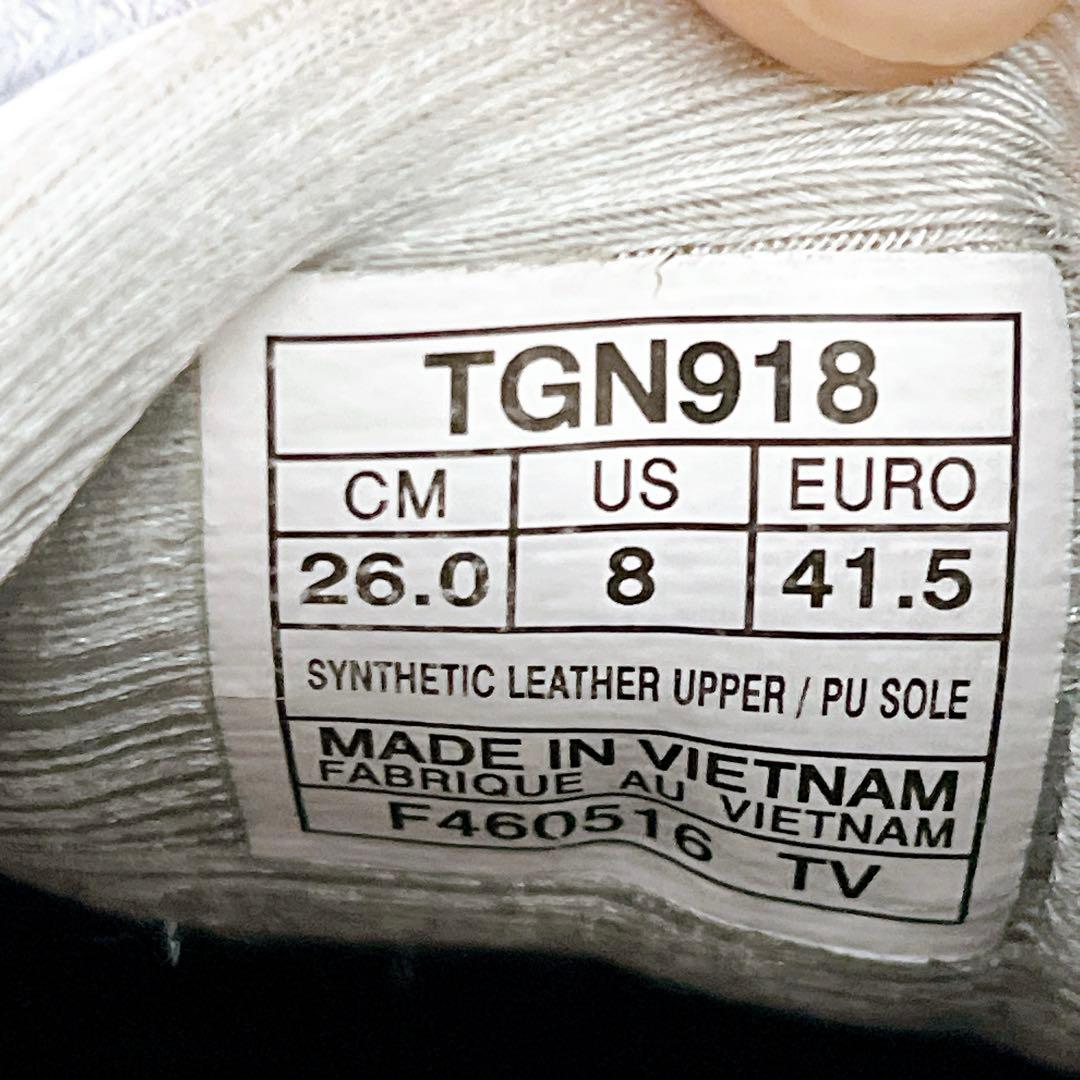 TGN918
CM US EURO
26.0 8 41.5
SYNTHETIC LEATHER UPPER / PU SOLE
MADE IN VIETNAM
FABRIQUE AU VIETNAM
F460516 TV